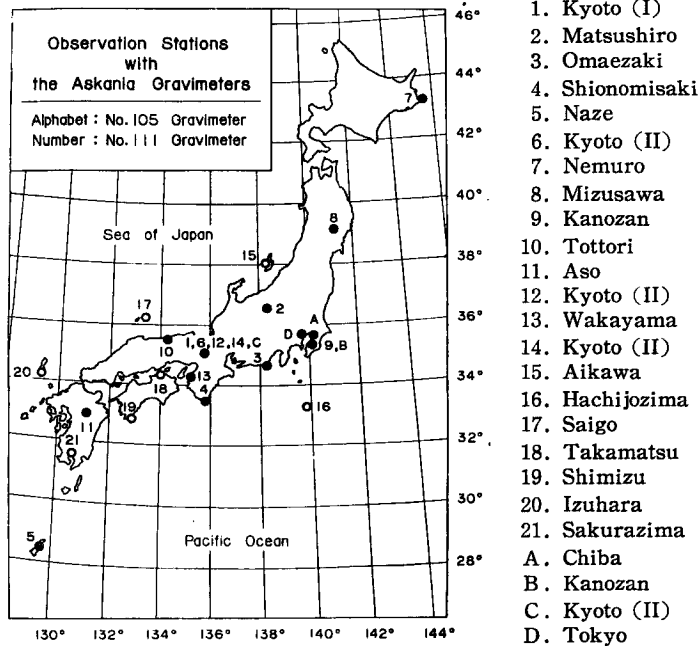 Observation Stations
with
the Askania Gravimeters
Alphabet : No. 105 Gravimeter
Number : No. 111 Gravimeter
Sea of Japan
Pacific Ocean
46°
44°
42°
40°
38°
36°
34°
32°
30°
28°
130°
132°
134°
136°
138°
140°
142°
144°
7
8
15
17
2
A
D
10
1,6,12,14,C
9,B
3
20
18
13
4
16
19
11
21
5
1. Kyoto (I)
2. Matsushiro
3. Omaezaki
4. Shionomisaki
5. Naze
6. Kyoto (II)
7. Nemuro
8. Mizusawa
9. Kanozan
10. Tottori
11. Aso
12. Kyoto (II)
13. Wakayama
14. Kyoto (II)
15. Aikawa
16. Hachijozima
17. Saigo
18. Takamatsu
19. Shimizu
20. Izuhara
21. Sakurazima
A. Chiba
B. Kanozan
C. Kyoto (II)
D. Tokyo